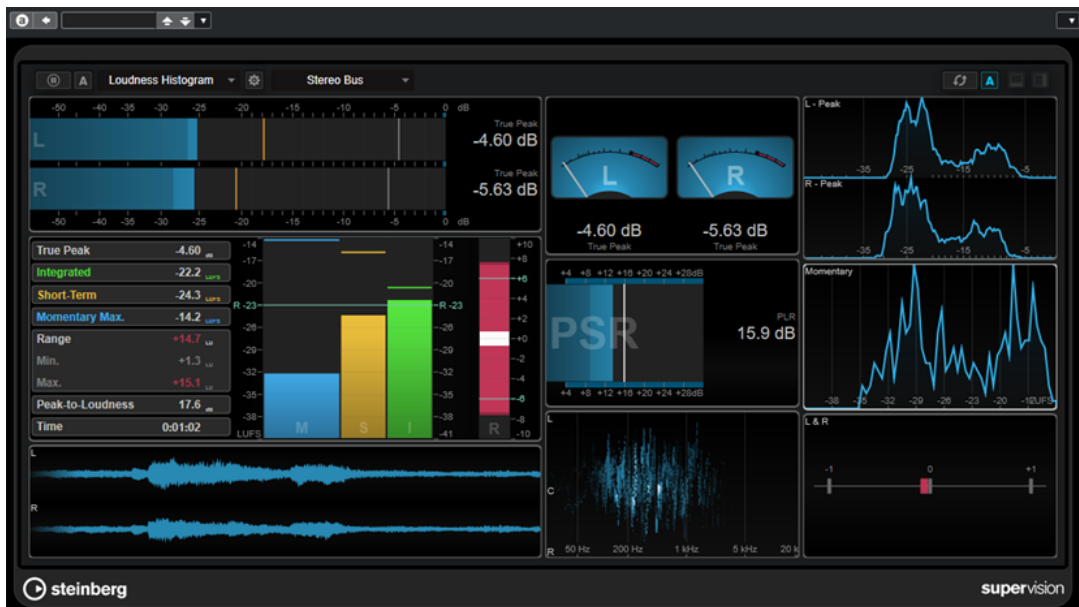 a
A Loudness Histogram Stereo Bus A
-50 -40 -35 -30 -25 -20 -15 -10 -5 0 dB
L
True Peak
-4.60 dB
R
True Peak
-5.63 dB
-50 -40 -35 -30 -25 -20 -15 -10 -5 0 dB
True Peak -4.60 dB
Integrated -22.2 LUFS
Short-Term -24.3 LUFS
Momentary Max. -14.2 LUFS
Range +14.7 LU
Min. +1.3 LU
Max. +15.1 LU
Peak-to-Loudness 17.6 dB
Time 0:01:02
-14 -14
-17 -17
-20 -20
R -23 R -23
-26 -26
-29 -29
-32 -32
-35 -35
-38 -38
LUFS M S I -41
+10
+8
+6
+4
+2
+0
-2
-4
-6
-8
R -10
L
R
L R
-4.60 dB -5.63 dB
True Peak True Peak
+4 +8 +12 +16 +20 +24 +28dB
PSR
PLR
15.9 dB
+4 +8 +12 +16 +20 +24 +28dB
L
C
R 50 Hz 200 Hz 1 kHz 5 kHz 20 k
L - Peak
-35 -25 -15 -5
R - Peak
-35 -25 -15 -5
Momentary
-38 -35 -32 -29 -26 -23 -20 -17 -14UFS
L & R
-1 0 +1
steinberg
supervision